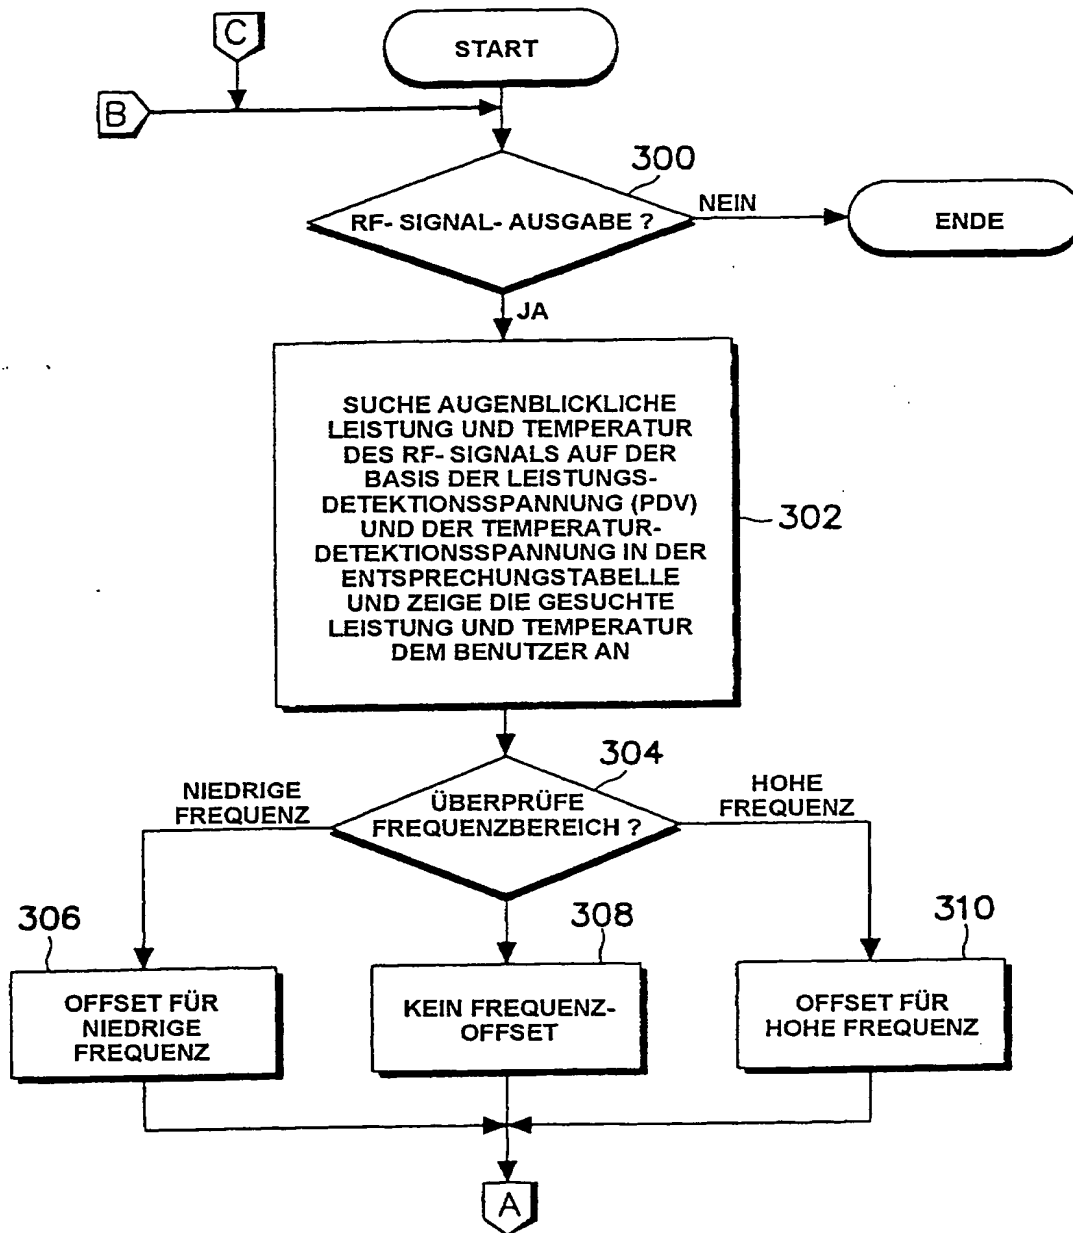 C
START
B
300
RF- SIGNAL- AUSGABE ?
NEIN
ENDE
JA
SUCHE AUGENBLICKLICHE
LEISTUNG UND TEMPERATUR
DES RF- SIGNALS AUF DER
BASIS DER LEISTUNGS-
DETEKTIONSSPANNUNG (PDV)
UND DER TEMPERATUR-
DETEKTIONSSPANNUNG IN DER
ENTSPRECHUNGSTABELLE
UND ZEIGE DIE GESUCHTE
LEISTUNG UND TEMPERATUR
DEM BENUTZER AN
302
304
NIEDRIGE
FREQUENZ
ÜBERPRÜFE
FREQUENZBEREICH ?
HOHE
FREQUENZ
306
308
310
OFFSET FÜR
NIEDRIGE
FREQUENZ
KEIN FREQUENZ-
OFFSET
OFFSET FÜR
HOHE FREQUENZ
A